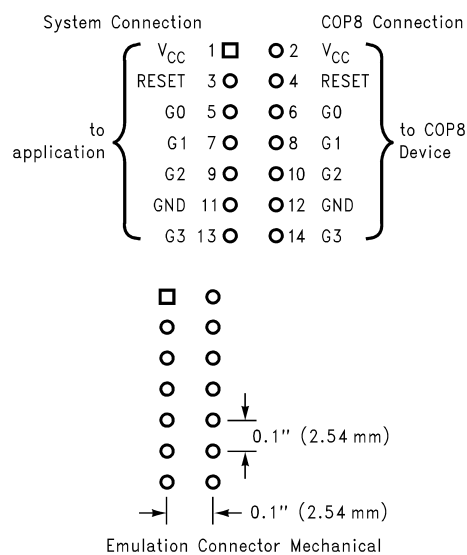 System Connection COP8 Connection
VCC 1 2 VCC
RESET 3 4 RESET
G0 5 6 G0
to application
G1 7 8 G1
to COP8 Device
G2 9 10 G2
GND 11 12 GND
G3 13 14 G3
0.1" (2.54 mm)
0.1" (2.54 mm)
Emulation Connector Mechanical